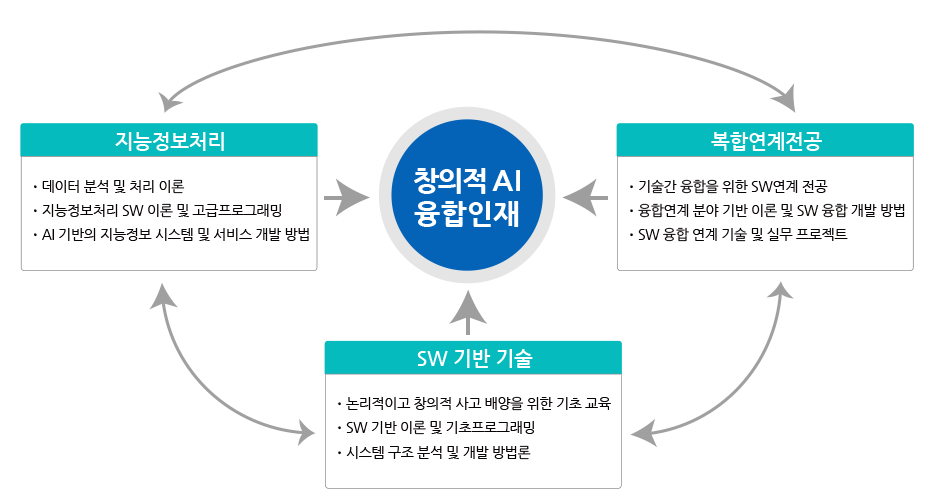 지능정보처리
· 데이터 분석 및 처리 이론
· 지능정보처리 SW 이론 및 고급프로그래밍
· AI 기반의 지능정보 시스템 및 서비스 개발 방법
창의적 AI
융합인재
복합연계전공
· 기술간 융합을 위한 SW연계 전공
· 융합연계 분야 기반 이론 및 SW 융합 개발 방법
· SW 융합 연계 기술 및 실무 프로젝트
SW 기반 기술
· 논리적이고 창의적 사고 배양을 위한 기초 교육
· SW 기반 이론 및 기초프로그래밍
· 시스템 구조 분석 및 개발 방법론